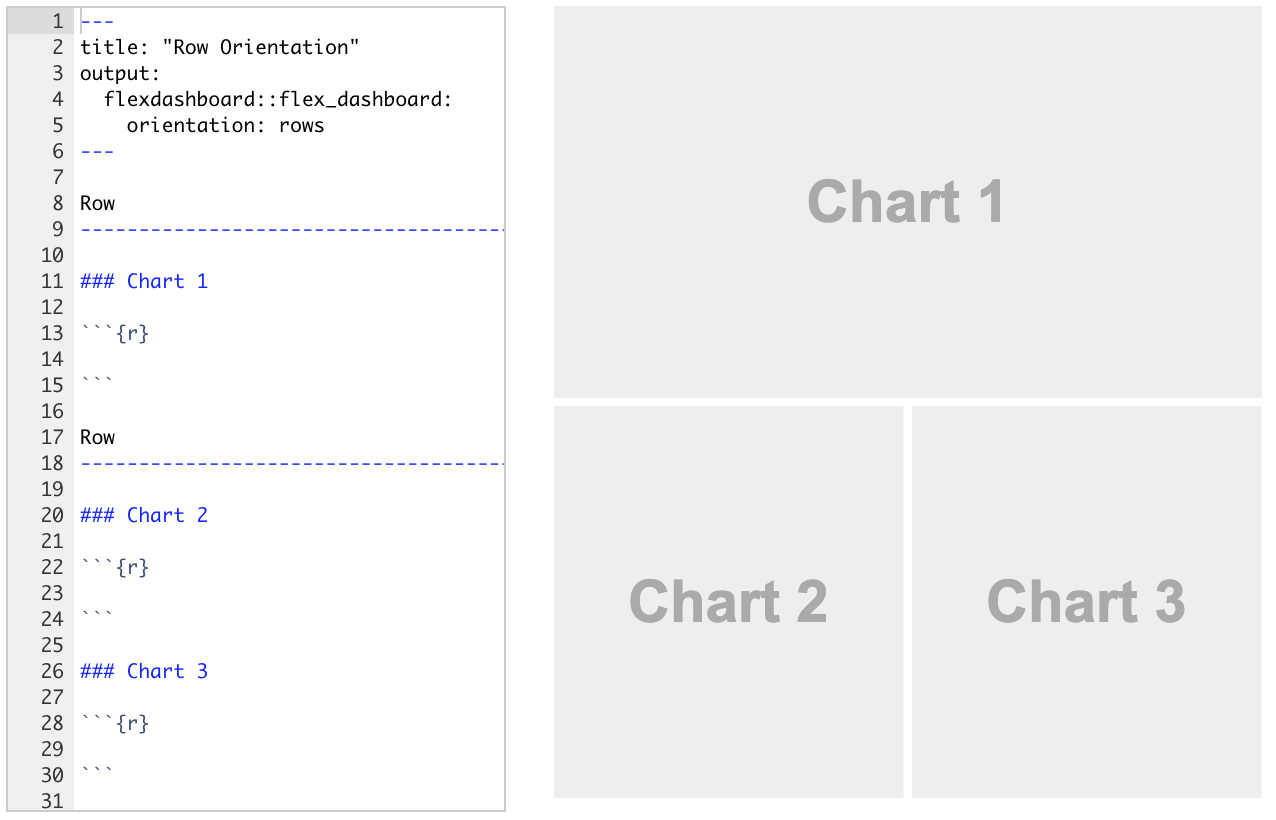 1 ---
2 title: "Row Orientation"
3 output:
4   flexdashboard::flex_dashboard:
5     orientation: rows
6 ---
7
8 Row
9 ------------------------------------
10
11 ### Chart 1
12
13 ```{r}
14
15 ```
16
17 Row
18 ------------------------------------
19
20 ### Chart 2
21
22 ```{r}
23
24 ```
25
26 ### Chart 3
27
28 ```{r}
29
30 ```
31
Chart 1
Chart 2
Chart 3